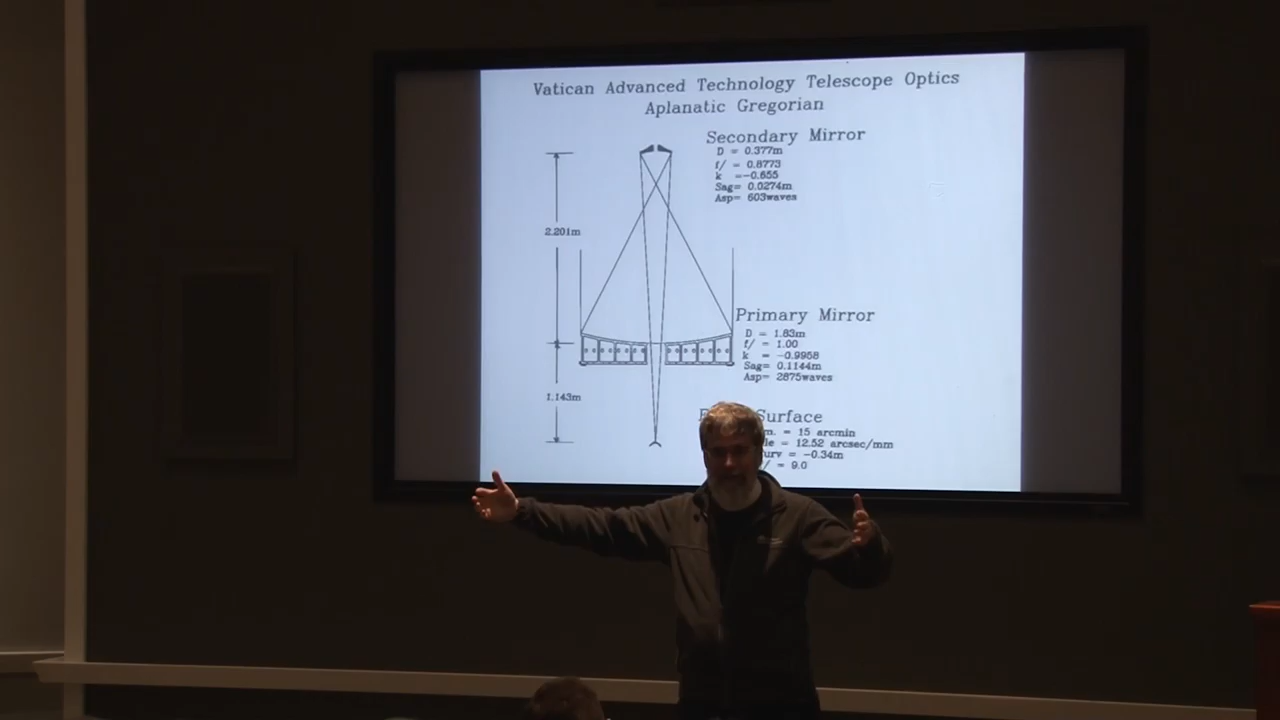 Vatican Advanced Technology Telescope Optics
Aplanatic Gregorian
Secondary Mirror
D = 0.377m
f/ = 0.8773
k =-0.655
Sag= 0.0274m
Asp= 603waves
2.201m
Primary Mirror
D = 1.83m
f/ = 1.00
k = -0.9958
Sag= 0.1144m
Asp= 2875waves
1.143m
Surface
= 15 arcmin
= 12.52 arcsec/mm
= -0.34m
/ = 9.0